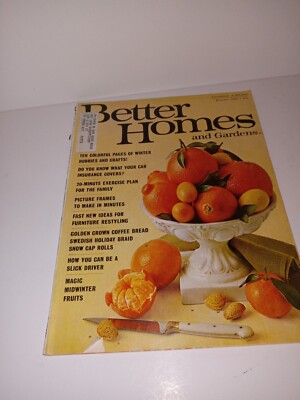 Better
Homes
and Gardens
TEN COLORFUL PAGES OF WINTER
HOBBIES AND CRAFTS!
DO YOU KNOW WHAT YOUR CAR
INSURANCE COVERS?
20-MINUTE EXERCISE PLAN
FOR THE FAMILY
PICTURE FRAMES
TO MAKE IN MINUTES
FAST NEW IDEAS FOR
FURNITURE RESTYLING
GOLDEN CROWN COFFEE BREAD
SWEDISH HOLIDAY BRAID
SNOW CAP ROLLS
HOW YOU CAN BE A
SLICK DRIVER
MAGIC
MIDWINTER
FRUITS